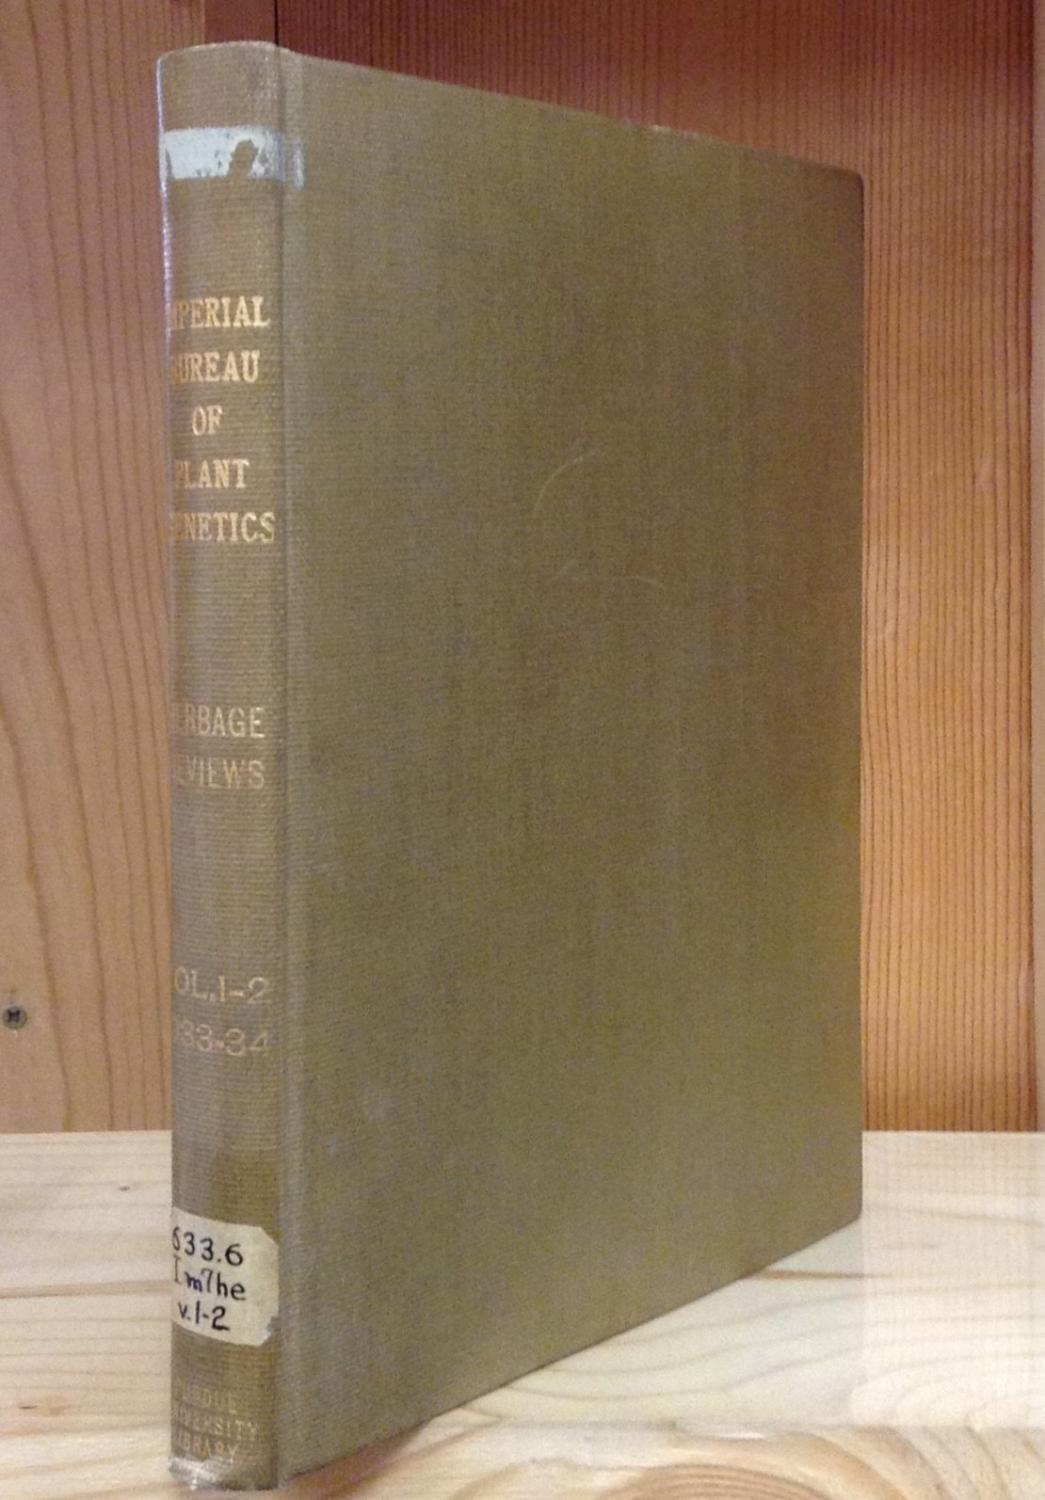 IMPERIAL
BUREAU
OF
PLANT
GENETICS
HERBAGE
REVIEWS
VOL. 1-2
1933-34
633.6
Im7he
v.1-2
PURDUE
UNIVERSITY
LIBRARY